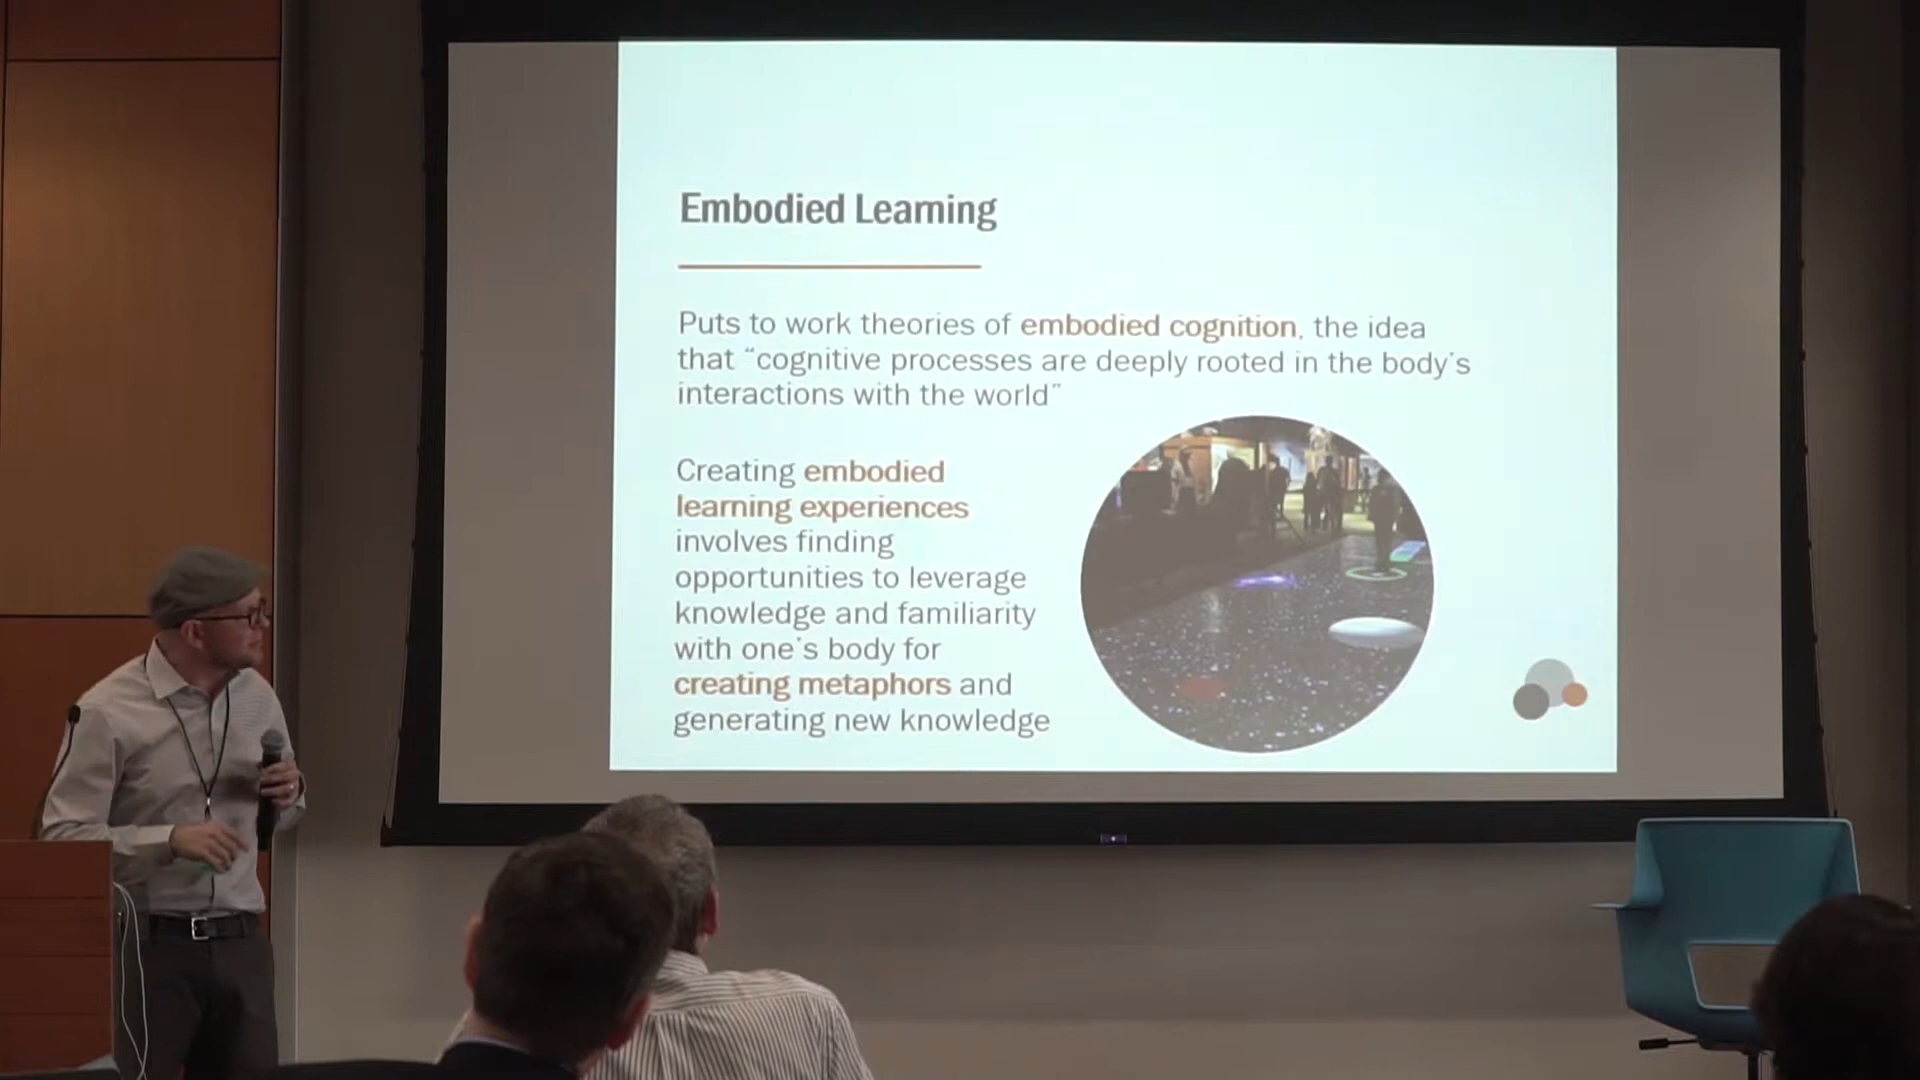 Embodied Learning
Puts to work theories of embodied cognition, the idea
that “cognitive processes are deeply rooted in the body's
interactions with the world”
Creating embodied
learning experiences
involves finding
opportunities to leverage
knowledge and familiarity
with one's body for
creating metaphors and
generating new knowledge